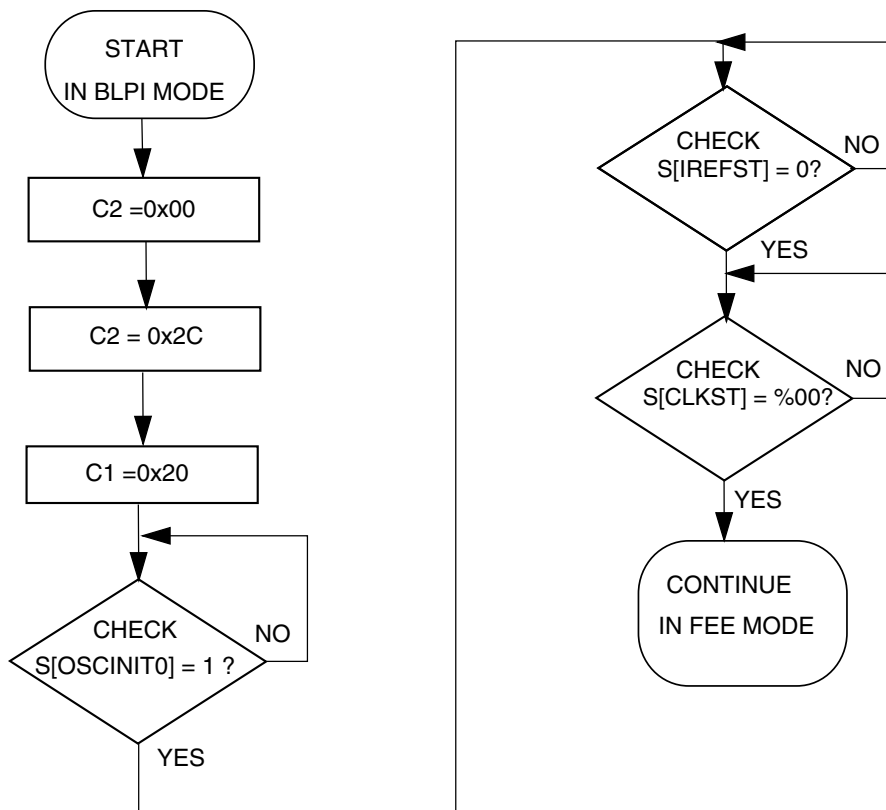 START
IN BLPI MODE
C2 =0x00
C2 = 0x2C
C1 =0x20
CHECK
S[OSCINIT0] = 1 ?
NO
YES
CHECK
S[IREFST] = 0?
NO
YES
CHECK
S[CLKST] = %00?
NO
YES
CONTINUE
IN FEE MODE